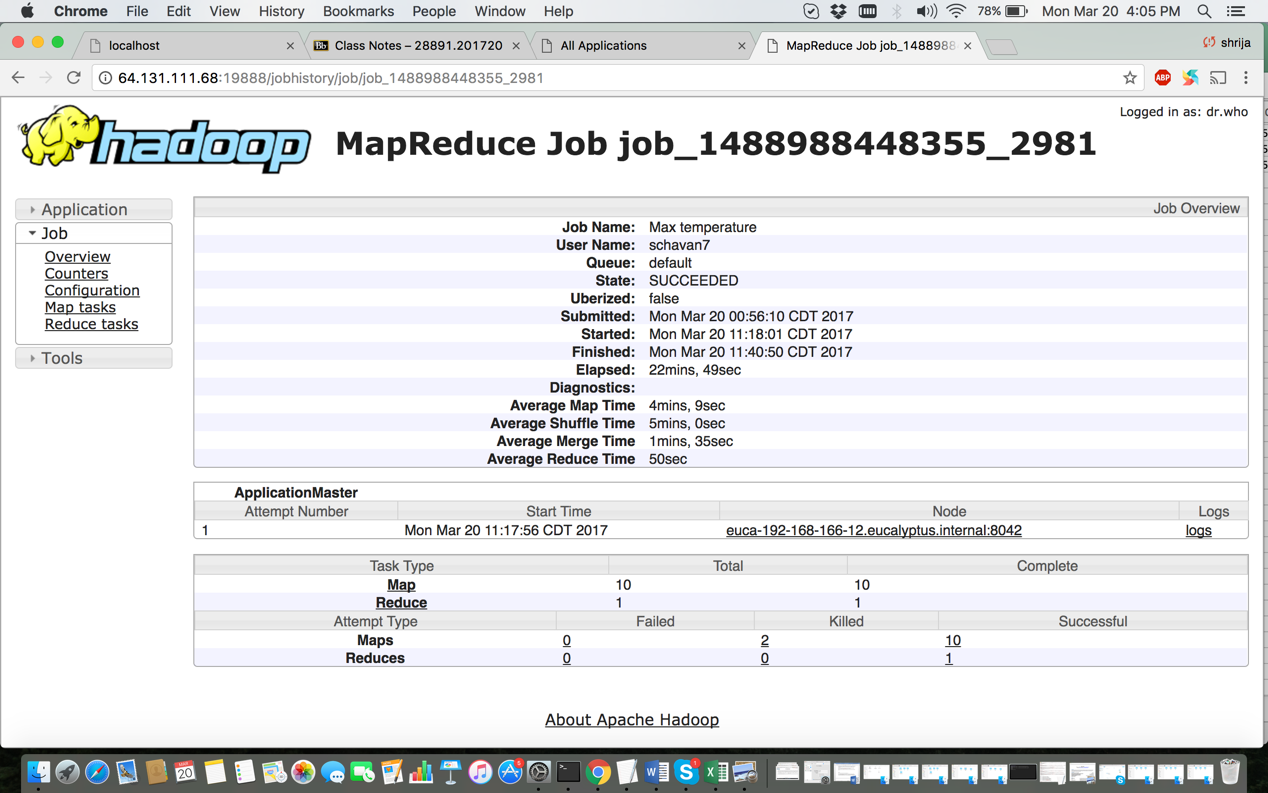 Chrome File Edit View History Bookmarks People Window Help 78% Mon Mar 20 4:05 PM
localhost Class Notes – 28891.201720 All Applications MapReduce Job job_14889884 shrija
64.131.111.68:19888/jobhistory/job/job_1488988448355_2981 ABP
Logged in as: dr.who
hadoop MapReduce Job job_1488988448355_2981
Application
Job
Overview
Counters
Configuration
Map tasks
Reduce tasks
Tools
Job Overview
Job Name: Max temperature
User Name: schavan7
Queue: default
State: SUCCEEDED
Uberized: false
Submitted: Mon Mar 20 00:56:10 CDT 2017
Started: Mon Mar 20 11:18:01 CDT 2017
Finished: Mon Mar 20 11:40:50 CDT 2017
Elapsed: 22mins, 49sec
Diagnostics:
Average Map Time 4mins, 9sec
Average Shuffle Time 5mins, 0sec
Average Merge Time 1mins, 35sec
Average Reduce Time 50sec
ApplicationMaster
Attempt Number Start Time Node Logs
1 Mon Mar 20 11:17:56 CDT 2017 euca-192-168-166-12.eucalyptus.internal:8042 logs
Task Type Total Complete
Map 10 10
Reduce 1 1
Attempt Type Failed Killed Successful
Maps 0 2 10
Reduces 0 0 1
About Apache Hadoop